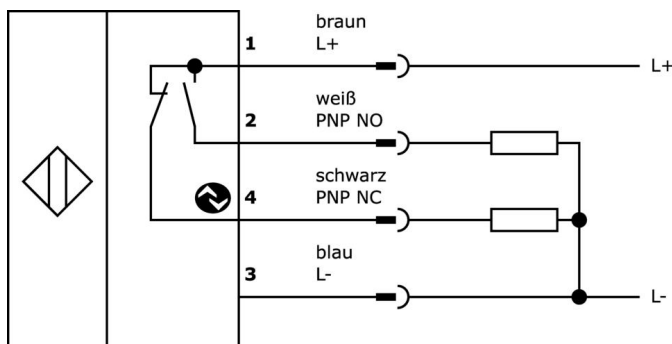 braun
1 L+
L+
weiß
2 PNP NO
schwarz
4 PNP NC
blau
3 L-
L-